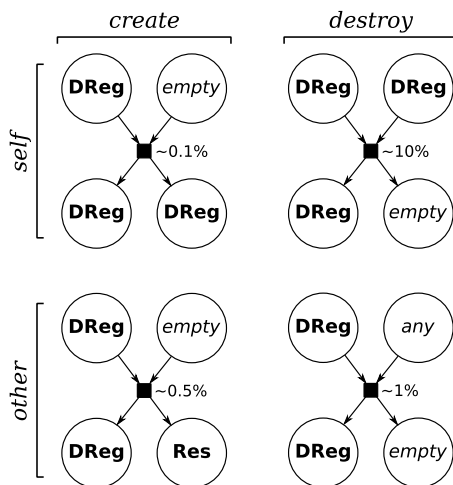 create destroy
self
DReg empty DReg DReg
~0.1% ~10%
DReg DReg DReg empty
other
DReg empty DReg any
~0.5% ~1%
DReg Res DReg empty